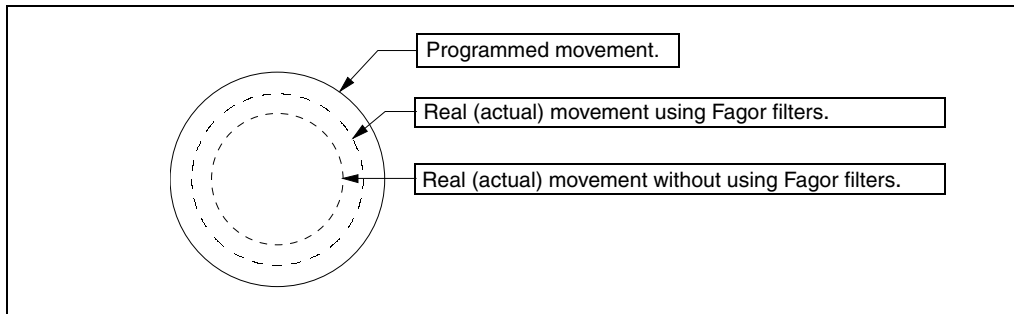 Programmed movement.
Real (actual) movement using Fagor filters.
Real (actual) movement without using Fagor filters.